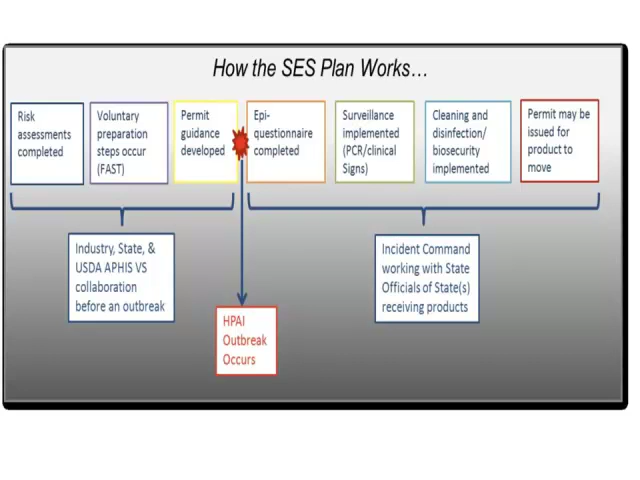 How the SES Plan Works…
Risk
assessments
completed
Voluntary
preparation
steps occur
(FAST)
Permit
guidance
developed
Epi-
questionnaire
completed
Surveillance
implemented
(PCR/clinical
Signs)
Cleaning and
disinfection/
biosecurity
implemented
Permit may be
issued for
product to
move
Industry, State, &
USDA APHIS VS
collaboration
before an outbreak
Incident Command
working with State
Officials of State(s)
receiving products
HPAI
Outbreak
Occurs